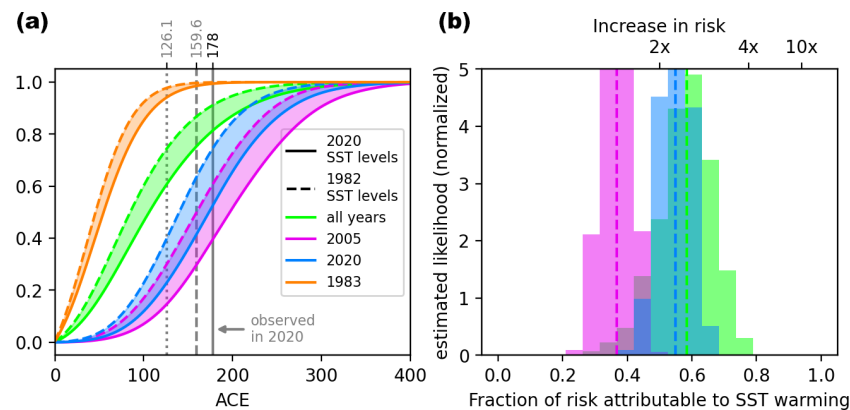 (a)
126.1
159.6
178
1.0
0.8
0.6
0.4
0.2
0.0
2020
SST levels
1982
SST levels
all years
2005
2020
1983
observed
in 2020
0
100
200
300
400
ACE
(b)
Increase in risk
2x
4x
10x
estimated likelihood (normalized)
5
4
3
2
1
0
0.0
0.2
0.4
0.6
0.8
1.0
Fraction of risk attributable to SST warming